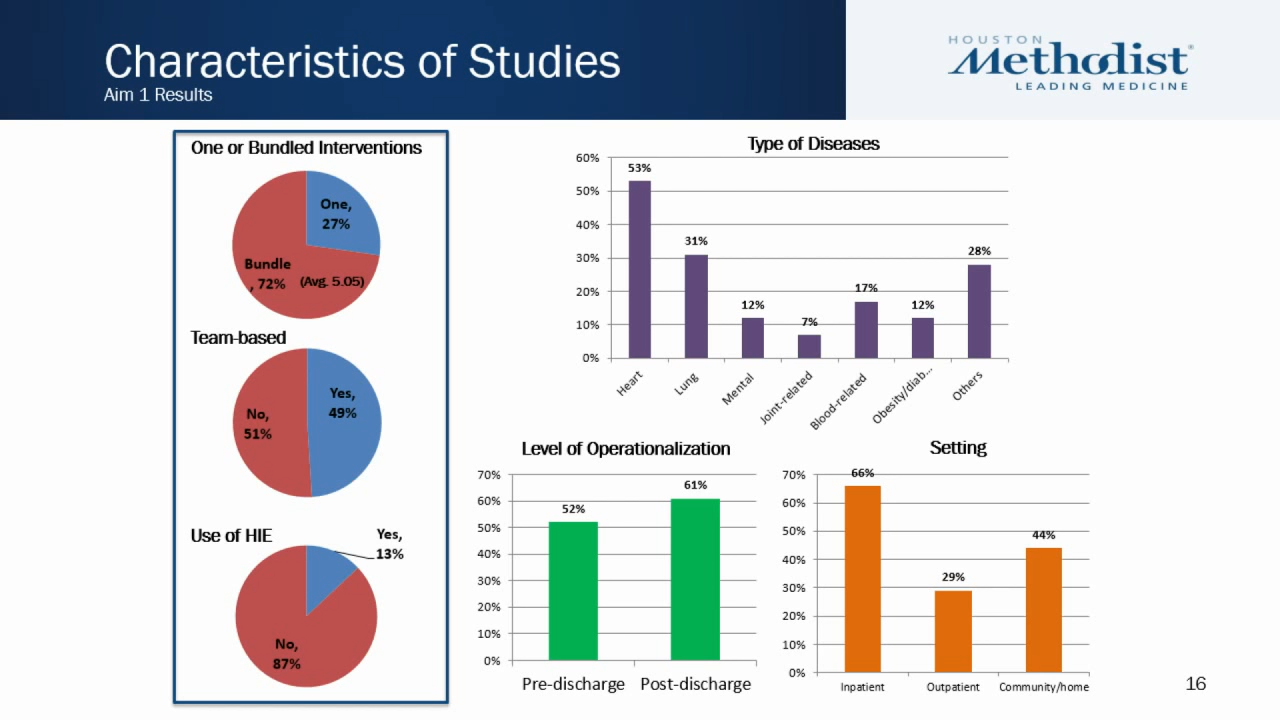 Characteristics of Studies
Aim 1 Results
HOUSTON
Methodist®
LEADING MEDICINE
One or Bundled Interventions
One,
27%
Bundle
, 72%
(Avg. 5.05)
Team-based
Yes,
49%
No,
51%
Use of HIE
Yes,
13%
No,
87%
Type of Diseases
60%
50%
40%
30%
20%
10%
0%
53%
31%
12%
7%
17%
12%
28%
Heart
Lung
Mental
Joint-related
Blood-related
Obesity/diab...
Others
Level of Operationalization
70%
60%
50%
40%
30%
20%
10%
0%
52%
61%
Pre-discharge
Post-discharge
Setting
70%
60%
50%
40%
30%
20%
10%
0%
66%
29%
44%
Inpatient
Outpatient
Community/home
16